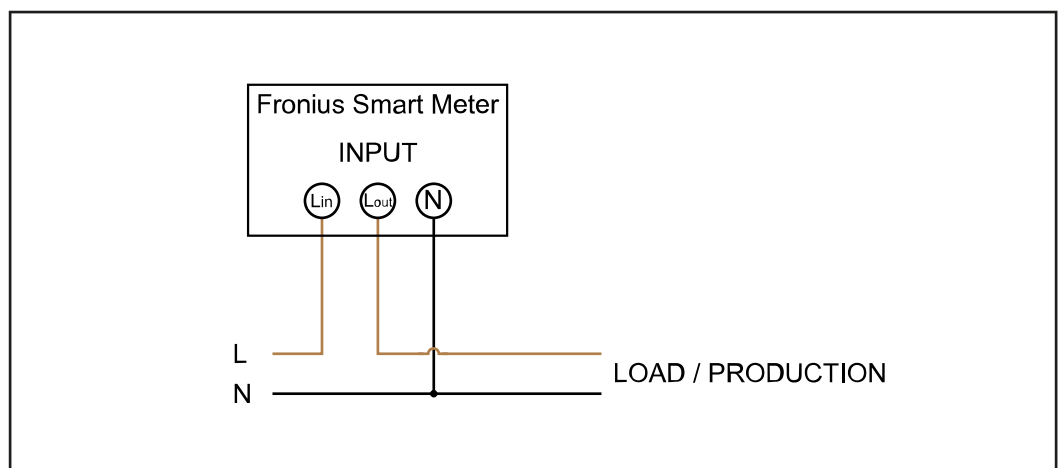 Fronius Smart Meter
INPUT
Lin Lout N
L
LOAD / PRODUCTION
N